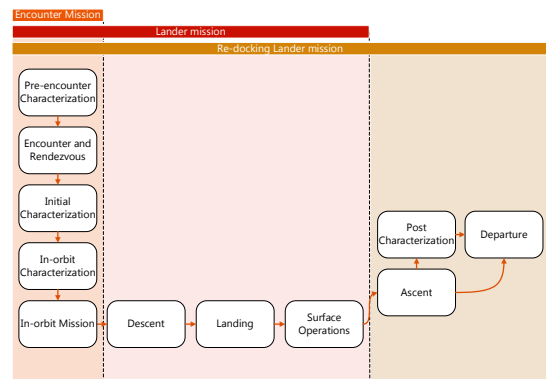 Encounter Mission
Lander mission
Re-docking Lander mission
Pre-encounter
Characterization
Encounter and
Rendezvous
Initial
Characterization
In-orbit
Characterization
In-orbit Mission
Descent
Landing
Surface
Operations
Post
Characterization
Departure
Ascent